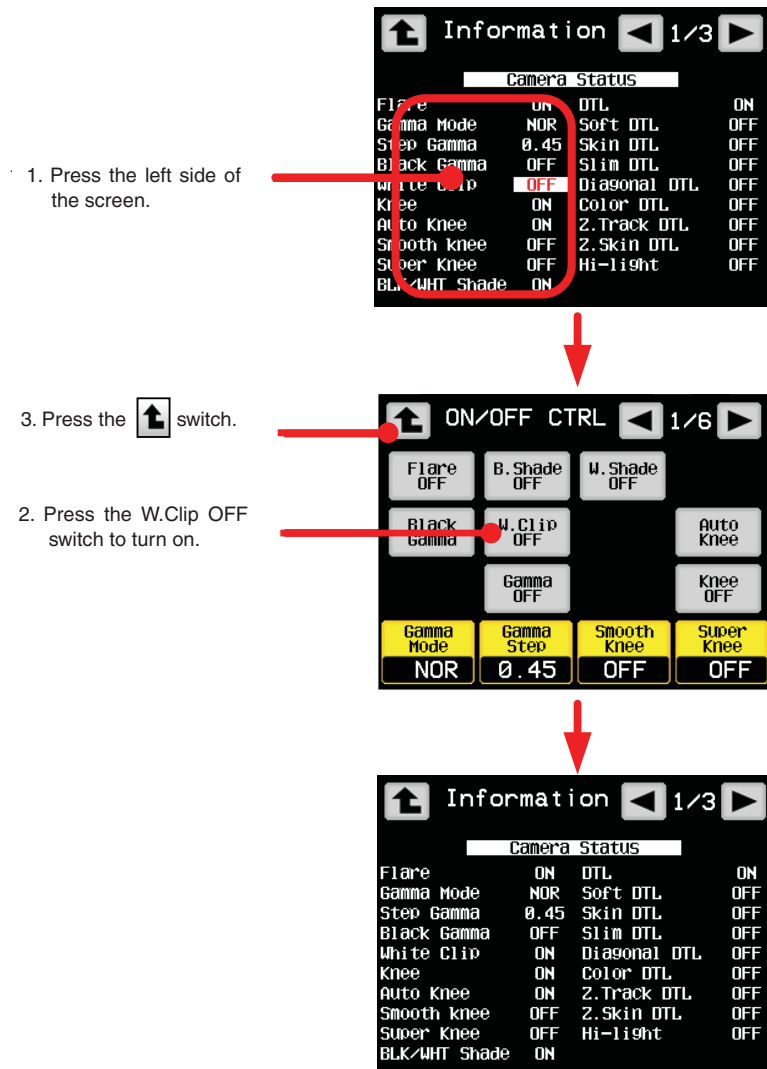 Information 1/3
Camera Status
Flare ON DTL ON
Gamma Mode NOR Soft DTL OFF
Step Gamma 0.45 Skin DTL OFF
Black Gamma OFF Slim DTL OFF
White Clip OFF Diagonal DTL OFF
Knee ON Color DTL OFF
Auto Knee ON Z.Track DTL OFF
Smooth knee OFF Z.Skin DTL OFF
Super Knee OFF Hi-light OFF
BLK/WHT Shade ON
1. Press the left side of
the screen.
3. Press the switch.
2. Press the W.Clip OFF
switch to turn on.
ON/OFF CTRL 1/6
Flare OFF
B.Shade OFF
W.Shade OFF
Black Gamma
W.Clip OFF
Auto Knee
Gamma OFF
Knee OFF
Gamma Mode
NOR
Gamma Step
0.45
Smooth Knee
OFF
Super Knee
OFF
Information 1/3
Camera Status
Flare ON DTL ON
Gamma Mode NOR Soft DTL OFF
Step Gamma 0.45 Skin DTL OFF
Black Gamma OFF Slim DTL OFF
White Clip ON Diagonal DTL OFF
Knee ON Color DTL OFF
Auto Knee ON Z.Track DTL OFF
Smooth knee OFF Z.Skin DTL OFF
Super Knee OFF Hi-light OFF
BLK/WHT Shade ON